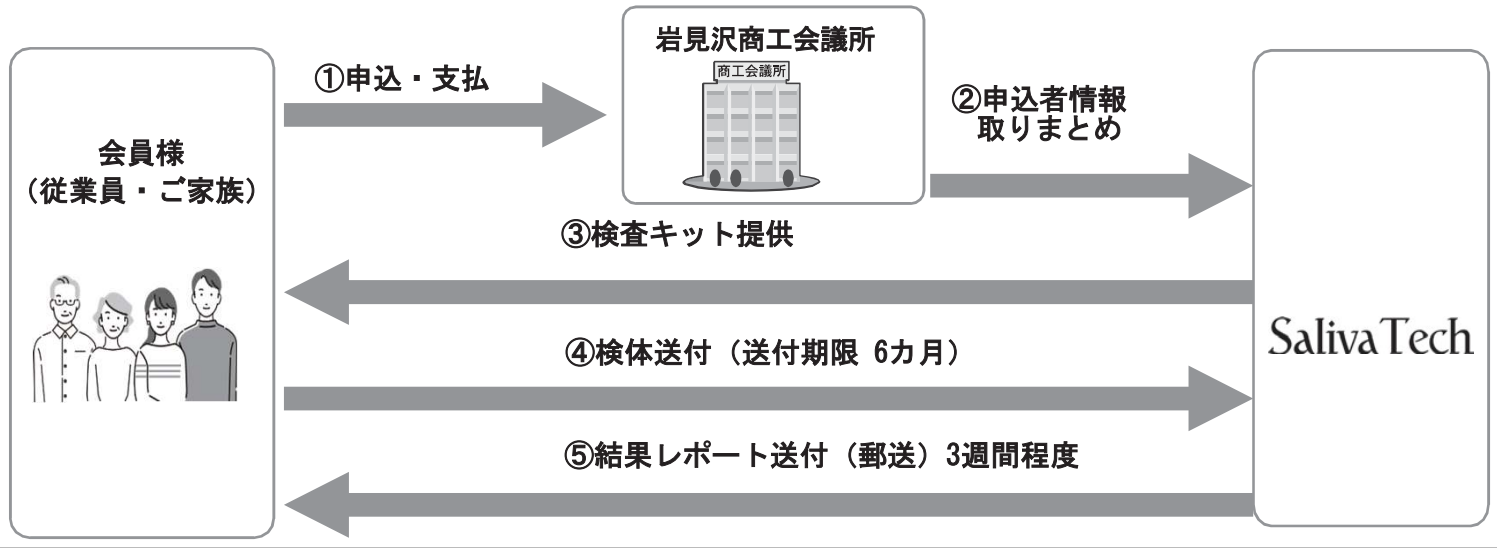 岩見沢商工会議所
商工会議所
①申込・支払
②申込者情報
取りまとめ
会員様
（従業員・ご家族）
③検査キット提供
SalivaTech
④検体送付（送付期限 6カ月）
⑤結果レポート送付（郵送）3週間程度